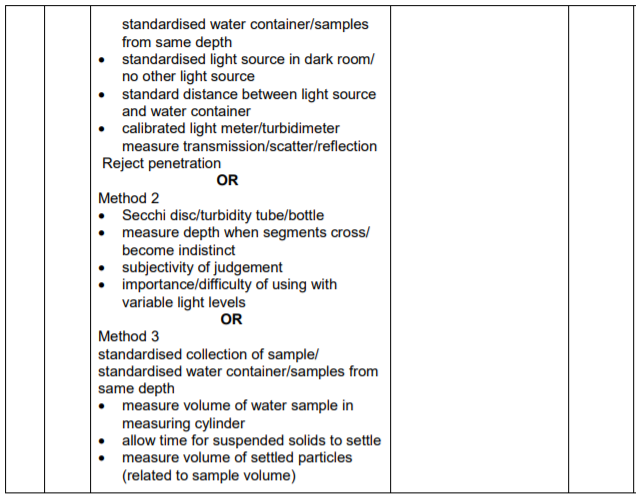 standardised water container/samples
from same depth
• standardised light source in dark room/
no other light source
• standard distance between light source
and water container
• calibrated light meter/turbidimeter
measure transmission/scatter/reflection
Reject penetration
OR
Method 2
• Secchi disc/turbidity tube/bottle
• measure depth when segments cross/
become indistinct
• subjectivity of judgement
• importance/difficulty of using with
variable light levels
OR
Method 3
standardised collection of sample/
standardised water container/samples from
same depth
• measure volume of water sample in
measuring cylinder
• allow time for suspended solids to settle
• measure volume of settled particles
(related to sample volume)